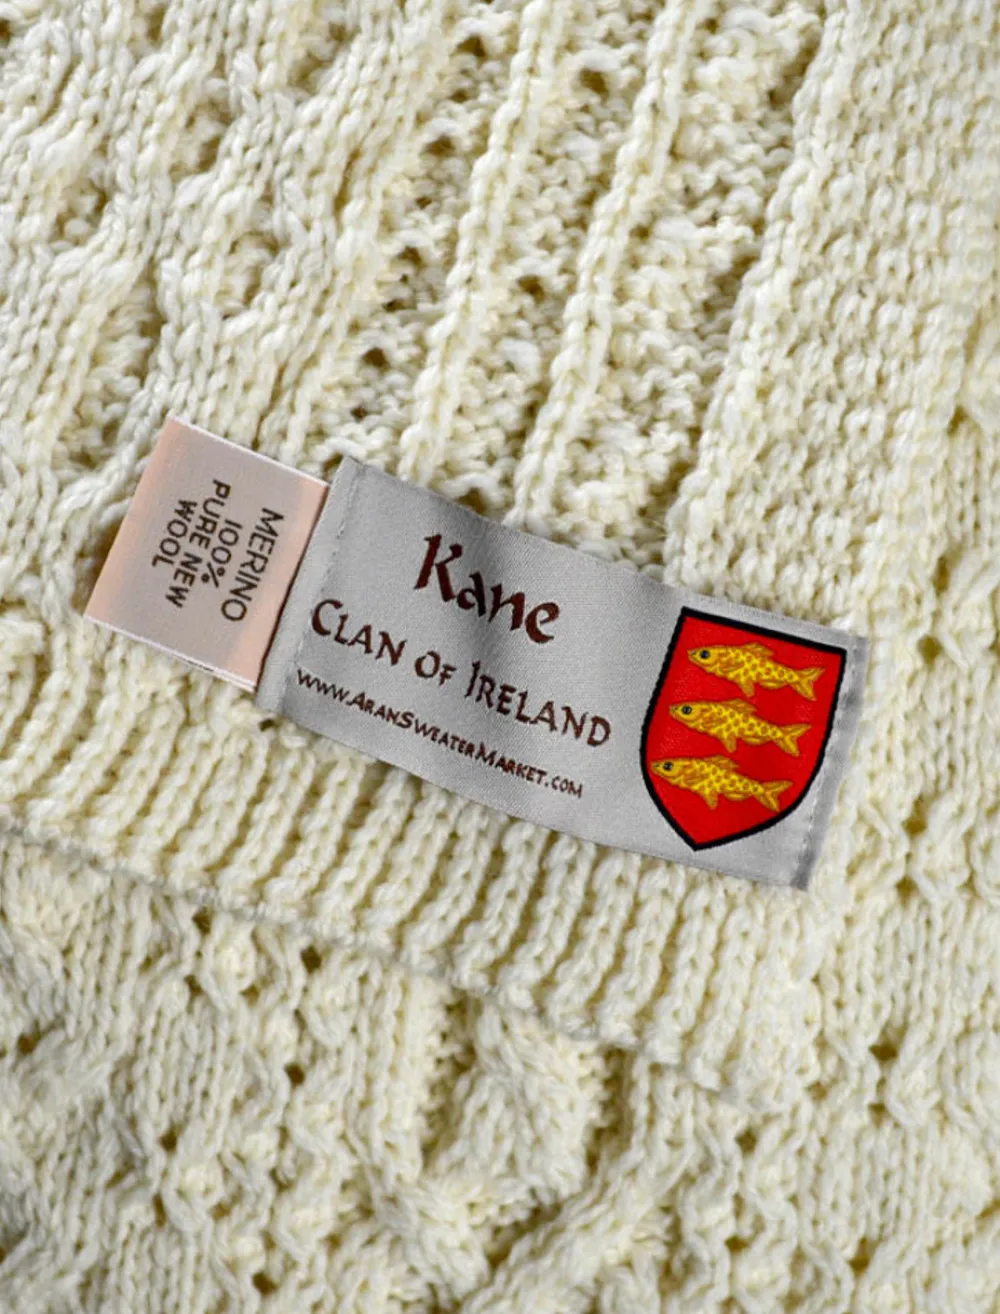 MERINO
100%
PURE NEW
WOOL
Kane
CLAN OF IRELAND
www.AranSweaterMarket.com